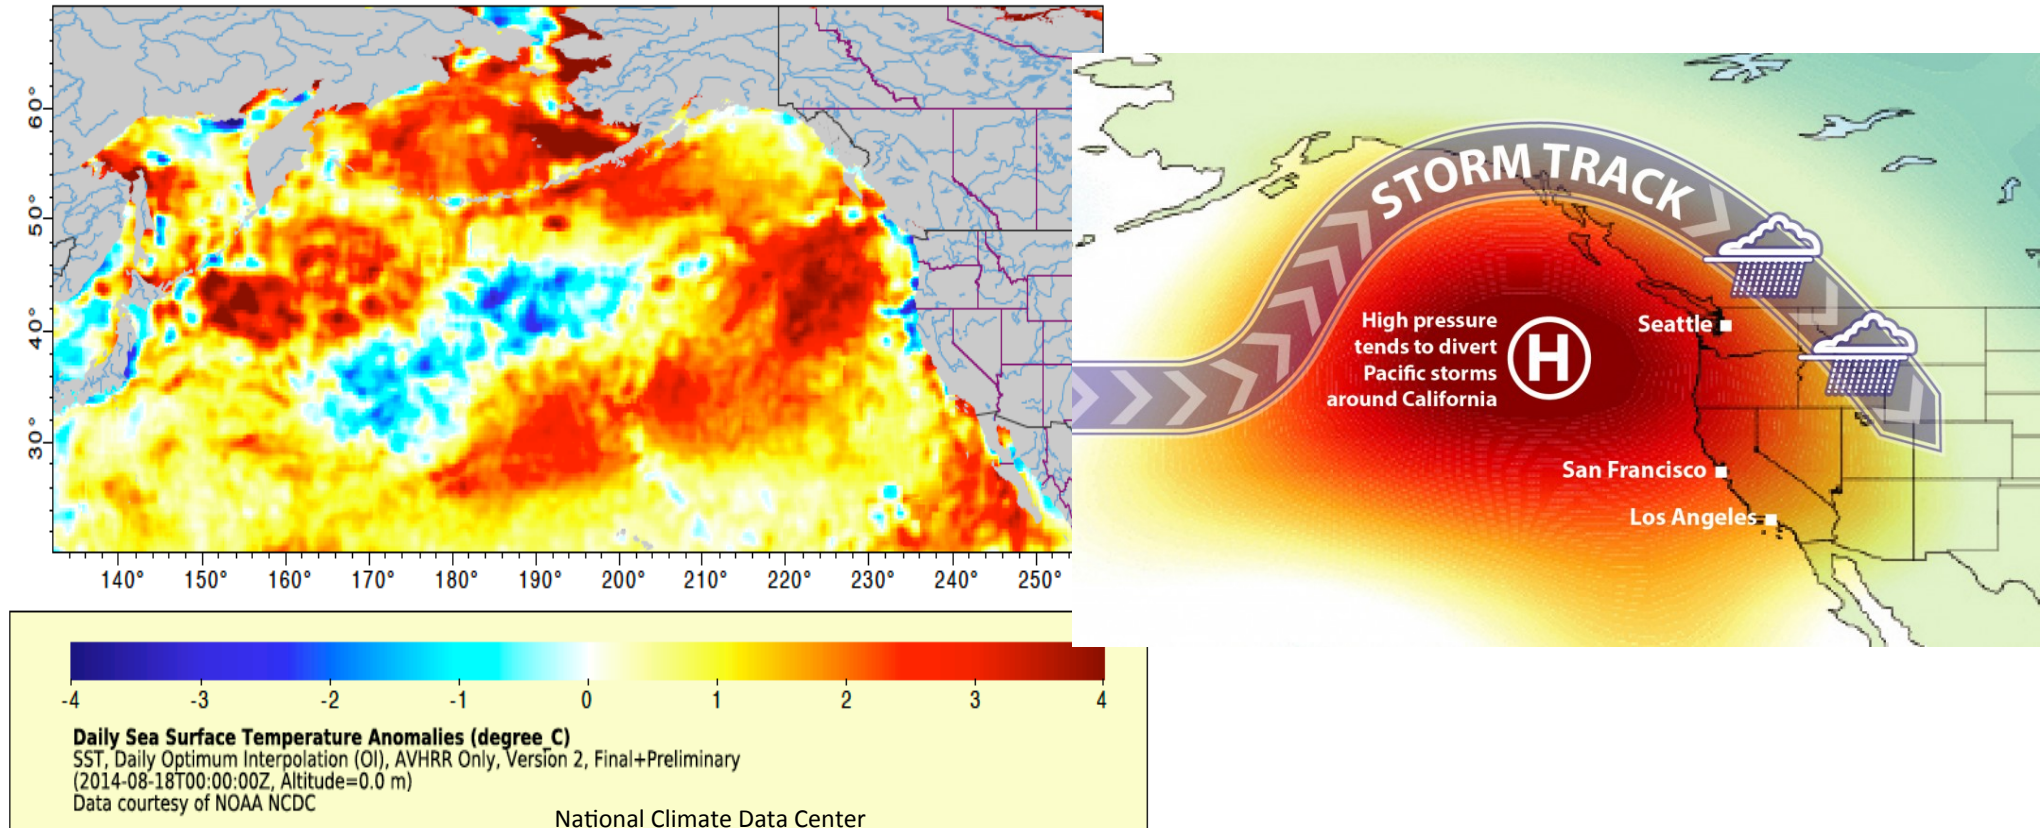 60°
50°
40°
30°
140° 150° 160° 170° 180° 190° 200° 210° 220° 230° 240° 250°
-4 -3 -2 -1 0 1 2 3 4
Daily Sea Surface Temperature Anomalies (degree_C)
SST, Daily Optimum Interpolation (OI), AVHRR Only, Version 2, Final+Preliminary
(2014-08-18T00:00:00Z, Altitude=0.0 m)
Data courtesy of NOAA NCDC
National Climate Data Center
STORM TRACK
High pressure
tends to divert
Pacific storms
around California
H
Seattle
San Francisco
Los Angeles